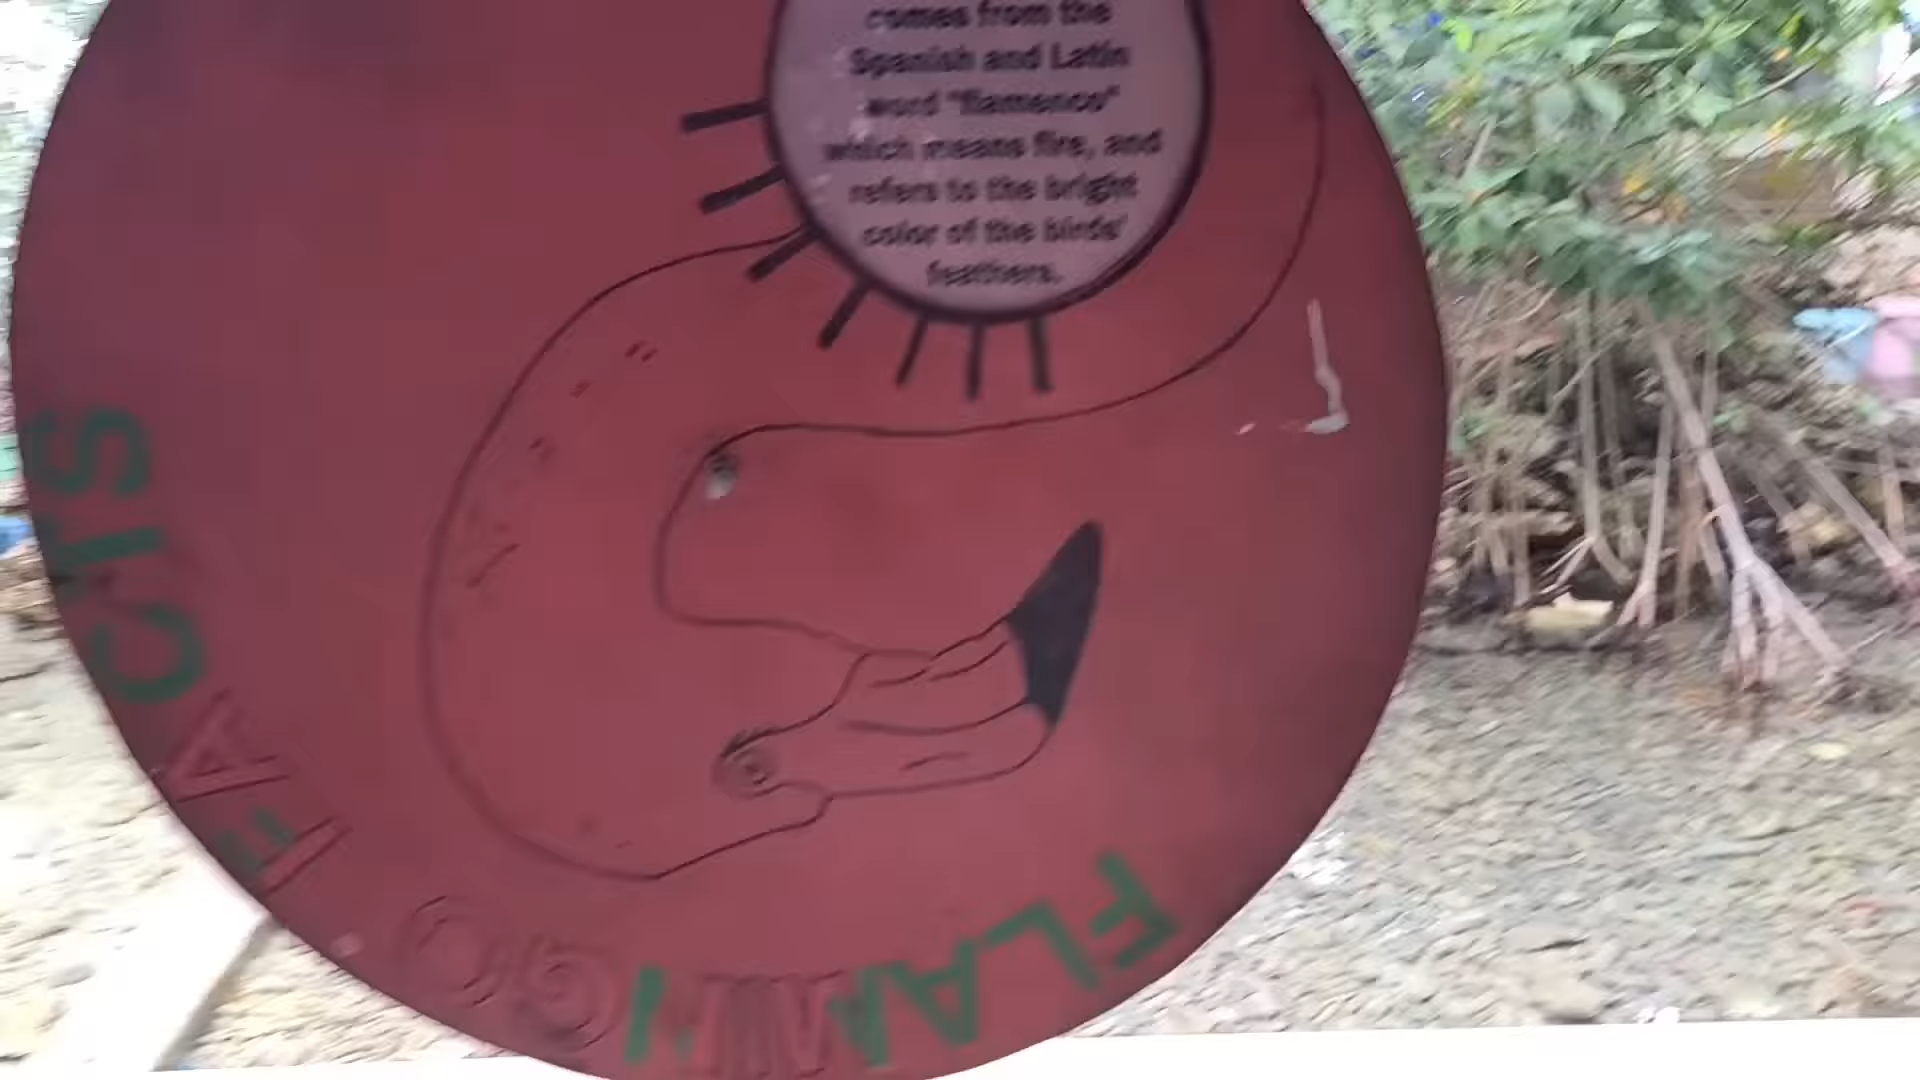 comes from the
Spanish and Latin
word "flamenco"
which means fire, and
refers to the bright
color of the birds'
feathers.
FLAMINGO FACTS